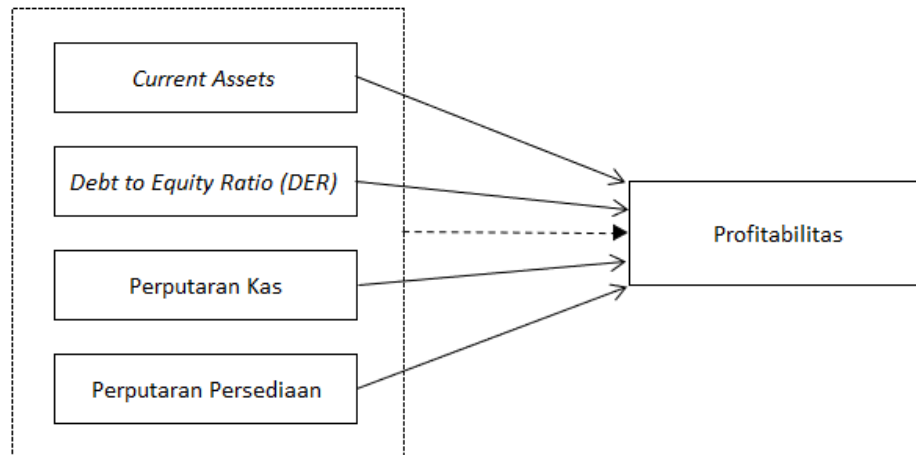 Current Assets
Debt to Equity Ratio (DER)
Profitabilitas
Perputaran Kas
Perputaran Persediaan